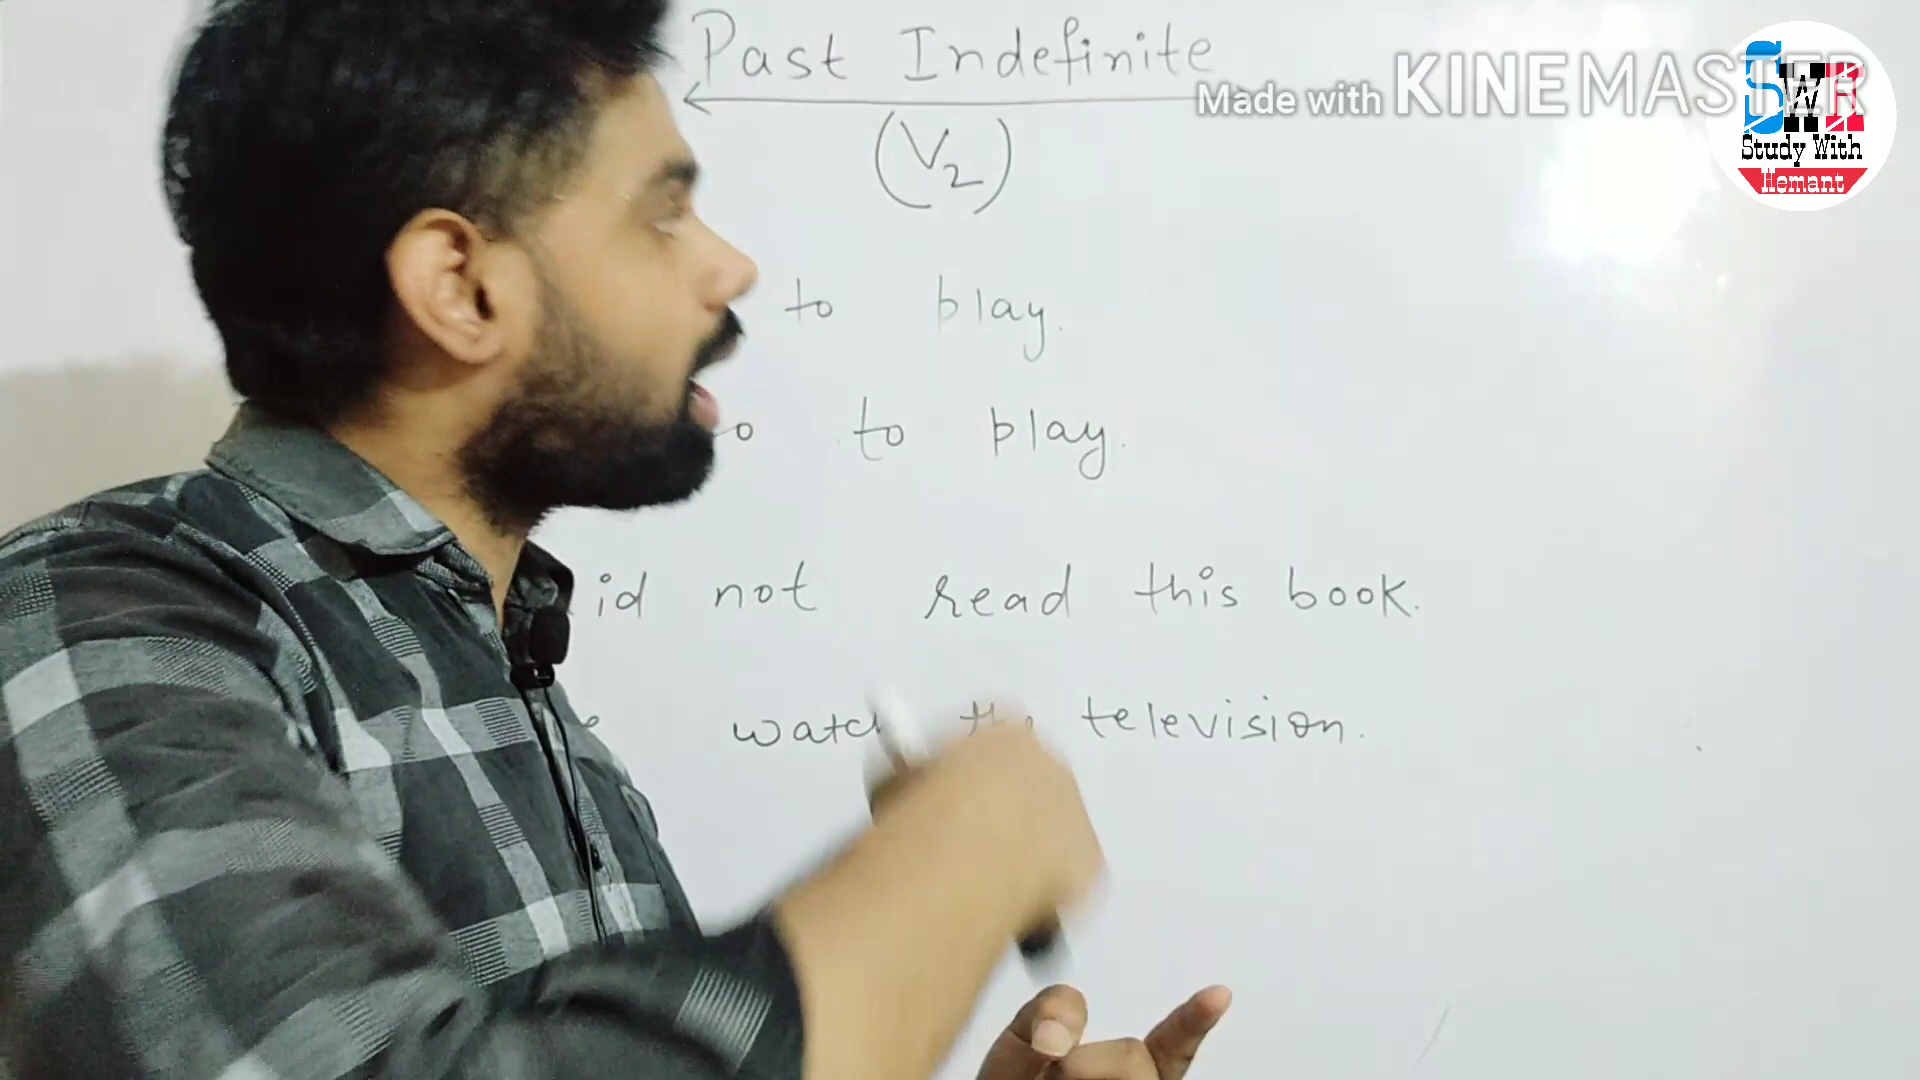 Past Indefinite
Made with KINEMASTER
SWH
Study With
Hemant
(V2)
to play.
to play.
not read this book.
watch the television.